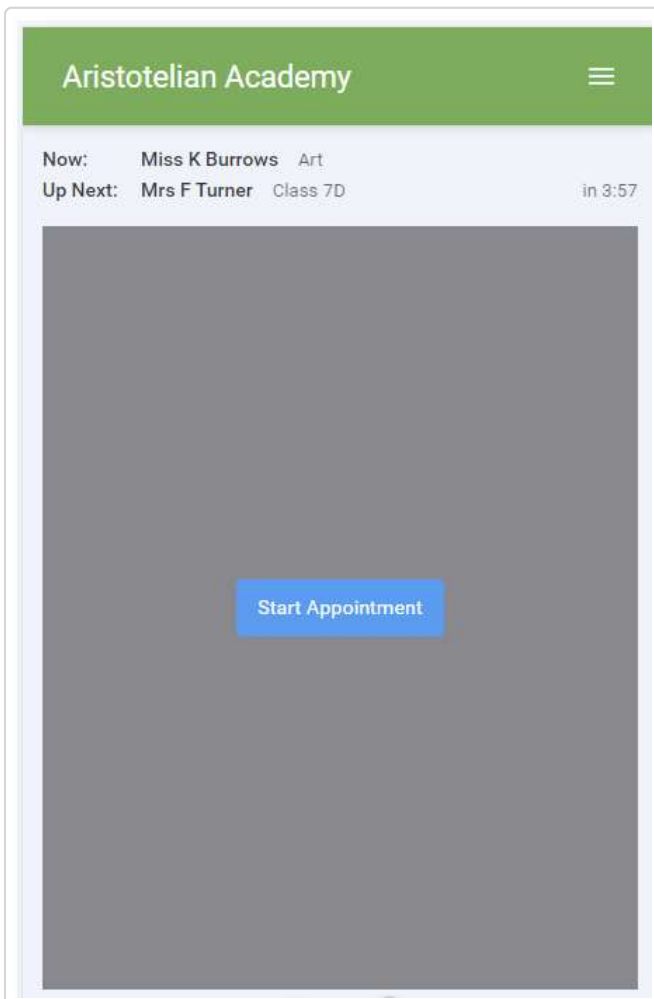 Aristotelian Academy
Now: Miss K Burrows Art
Up Next: Mrs F Turner Class 7D in 3:57
Start Appointment